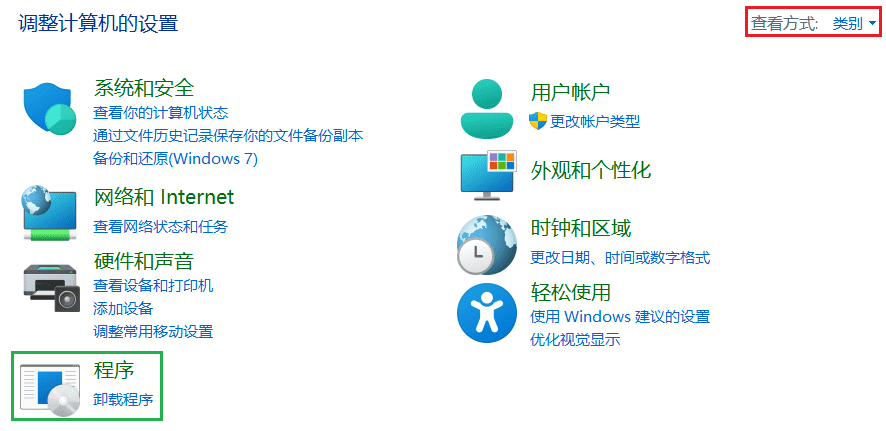 调整计算机的设置
查看方式: 类别
系统和安全
查看你的计算机状态
通过文件历史记录保存你的文件备份副本
备份和还原(Windows 7)
网络和 Internet
查看网络状态和任务
硬件和声音
查看设备和打印机
添加设备
调整常用移动设置
程序
卸载程序
用户帐户
更改帐户类型
外观和个性化
时钟和区域
更改日期、时间或数字格式
轻松使用
使用 Windows 建议的设置
优化视觉显示